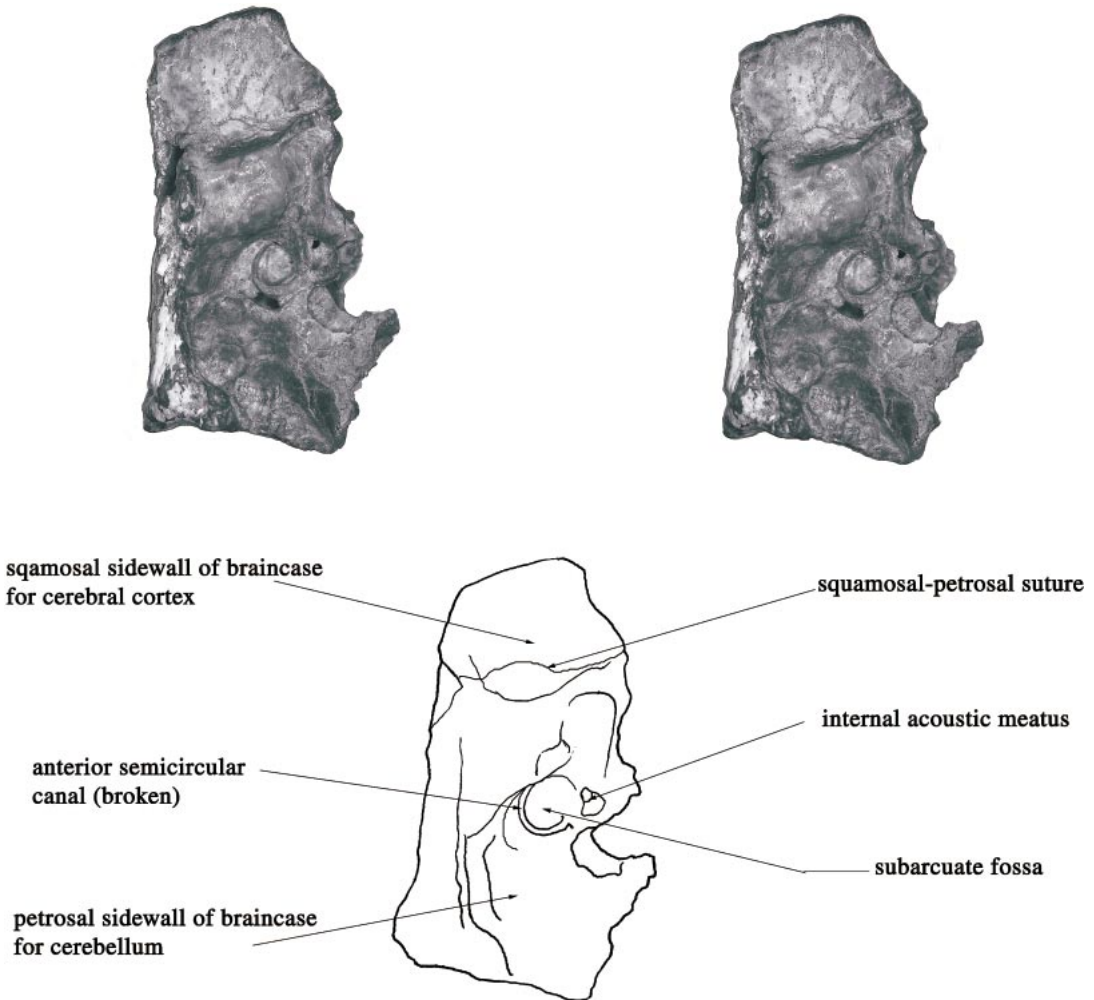 sqamosal sidewall of braincase
for cerebral cortex
squamosal-petrosal suture
internal acoustic meatus
anterior semicircular
canal (broken)
subarcuate fossa
petrosal sidewall of braincase
for cerebellum